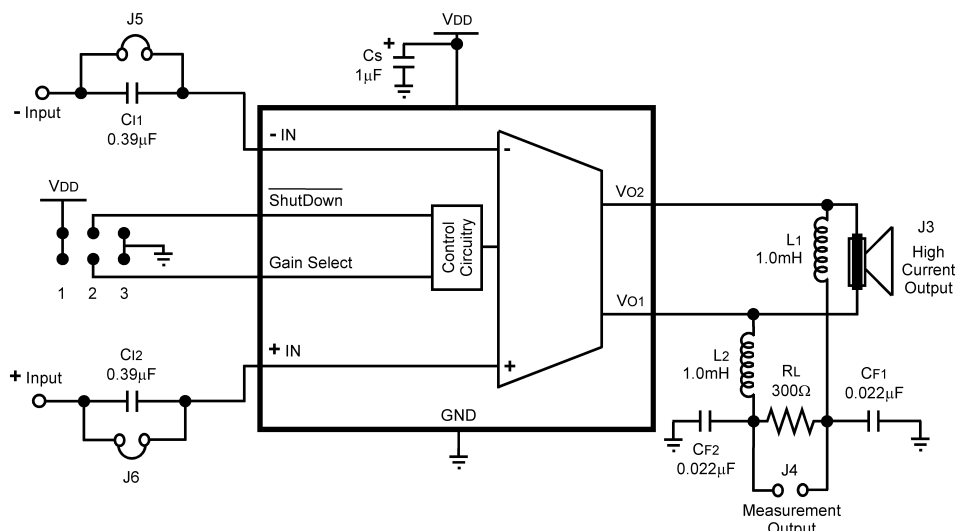 J5
- Input
CI1
0.39μF
VDD
Cs
+
1μF
- IN
-
VDD
ShutDown
Gain Select
Control
Circuitry
1 2 3
VO2
VO1
L1
1.0mH
J3
High
Current
Output
+ Input
CI2
0.39μF
J6
+ IN
+
GND
L2
1.0mH
RL
300Ω
CF1
0.022μF
CF2
0.022μF
J4
Measurement
Output